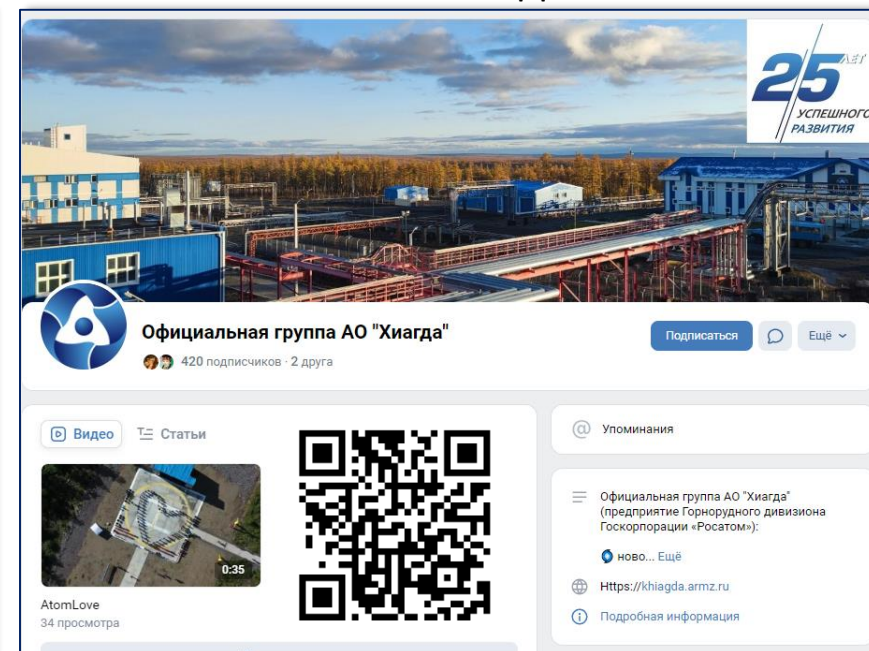 25 ЛЕТ
УСПЕШНОГО
РАЗВИТИЯ
Официальная группа АО "Хиагда"
420 подписчиков · 2 друга
Подписаться
Ещё
Видео
Статьи
0:35
AtomLove
34 просмотра
Упоминания
Официальная группа АО "Хиагда"
(предприятие Горнорудного дивизиона
Госкорпорации «Росатом»):
ново... Ещё
Https://khiagda.armz.ru
Подробная информация